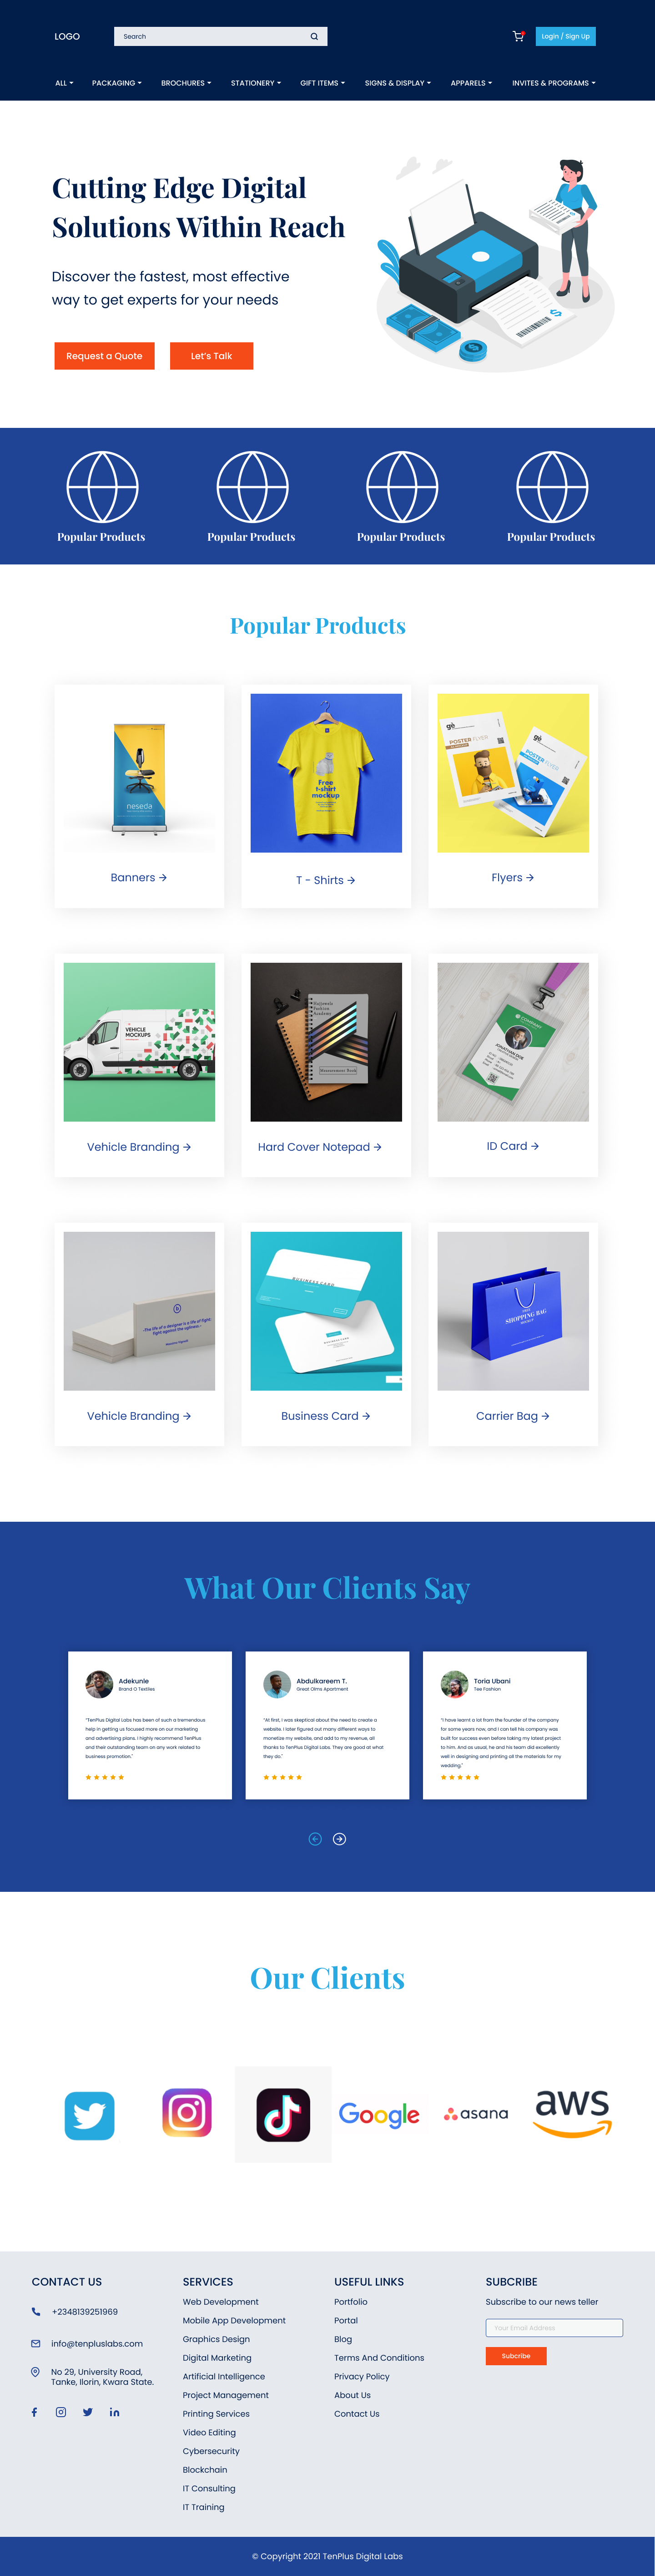 LOGO
Search
Login / Sign Up
ALL
PACKAGING
BROCHURES
STATIONERY
GIFT ITEMS
SIGNS & DISPLAY
APPARELS
INVITES & PROGRAMS
Cutting Edge Digital
Solutions Within Reach
Discover the fastest, most effective
way to get experts for your needs
Request a Quote
Let's Talk
Popular Products
Popular Products
Popular Products
Popular Products
Popular Products
neseda
Banners →
Free
t-shirt
mockup
T - Shirts →
POSTER FLYER
POSTER FLYER
Flyers →
VEHICLE
MOCKUPS
Vehicle Branding →
Hard Cover Notepad →
ID Card →
Vehicle Branding →
BUSINESS CARD
Business Card →
SHOPPING BAG
Carrier Bag →
What Our Clients Say
Adekunle
Brand O Textiles
"TenPlus Digital Labs has been of such a tremendous
help in getting us focused more on our marketing
and advertising plans. I highly recommend TenPlus
and their outstanding team on any work related to
business promotion."
Abdulkareem T.
Great Olms Apartment
"At first, I was skeptical about the need to create a
website. I later figured out many different ways to
monetize my website, and add to my revenue, all
thanks to TenPlus Digital Labs. They are good at what
they do."
Toria Ubani
Tee Fashion
"I have learnt a lot from the founder of the company
for some years now, and I can tell his company was
built for success even before taking my latest project
to him. And as usual, he and his team did excellently
well in designing and printing all the materials for my
wedding."
Our Clients
Google
asana
aws
CONTACT US
+2348139251969
info@tenpluslabs.com
No 29, University Road,
Tanke, Ilorin, Kwara State.
SERVICES
Web Development
Mobile App Development
Graphics Design
Digital Marketing
Artificial Intelligence
Project Management
Printing Services
Video Editing
Cybersecurity
Blockchain
IT Consulting
IT Training
USEFUL LINKS
Portfolio
Portal
Blog
Terms And Conditions
Privacy Policy
About Us
Contact Us
SUBCRIBE
Subscribe to our news teller
Your Email Address
Subcribe
© Copyright 2021 TenPlus Digital Labs